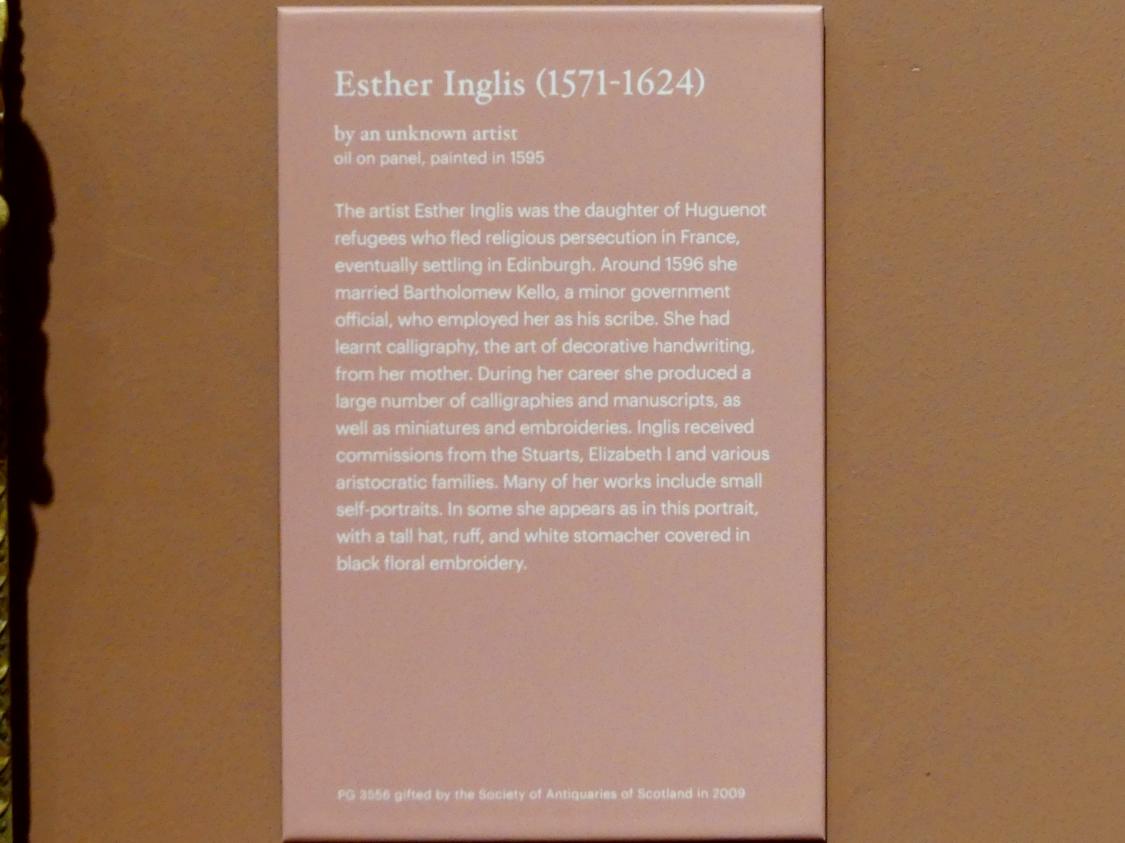 Esther Inglis (1571-1624)
by an unknown artist
oil on panel, painted in 1595
The artist Esther Inglis was the daughter of Huguenot
refugees who fled religious persecution in France,
eventually settling in Edinburgh. Around 1596 she
married Bartholomew Kello, a minor government
official, who employed her as his scribe. She had
learnt calligraphy, the art of decorative handwriting,
from her mother. During her career she produced a
large number of calligraphies and manuscripts, as
well as miniatures and embroideries. Inglis received
commissions from the Stuarts, Elizabeth I and various
aristocratic families. Many of her works include small
self-portraits. In some she appears as in this portrait,
with a tall hat, ruff, and white stomacher covered in
black floral embroidery.
PG 3556 gifted by the Society of Antiquaries of Scotland in 2009